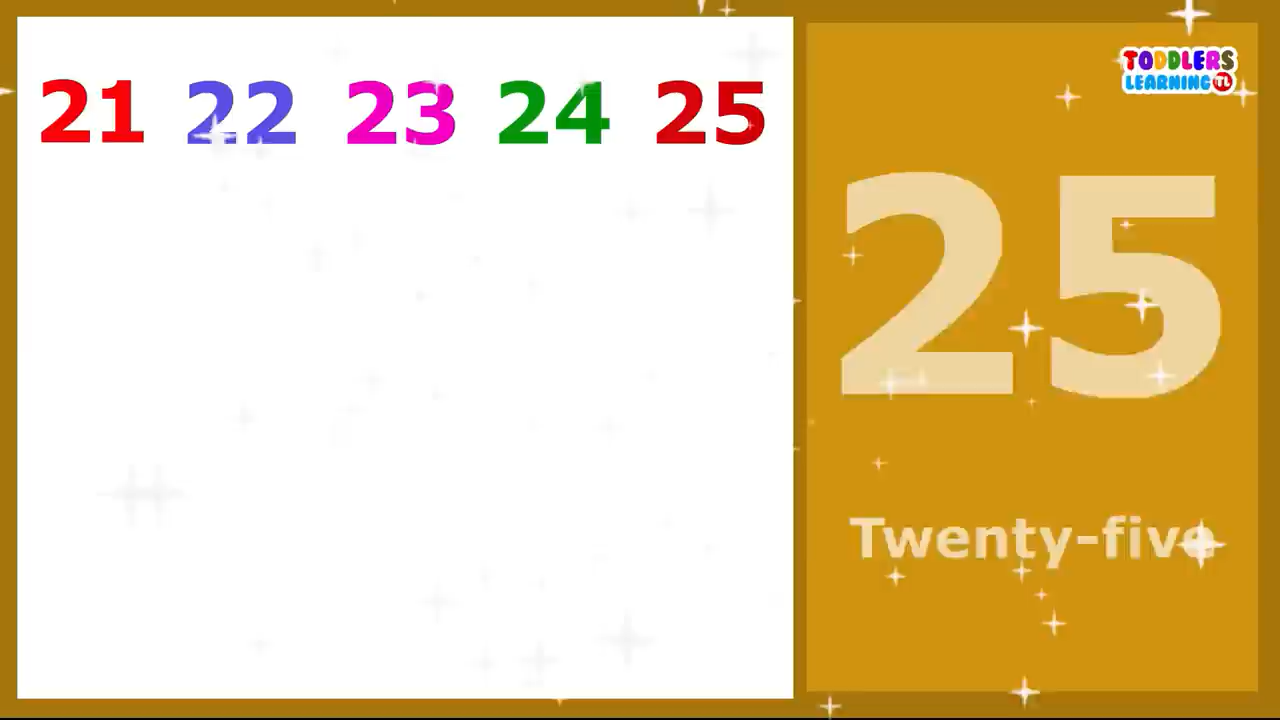 21 22 23 24 25
TODDLERS
LEARNING TL
25
Twenty-five